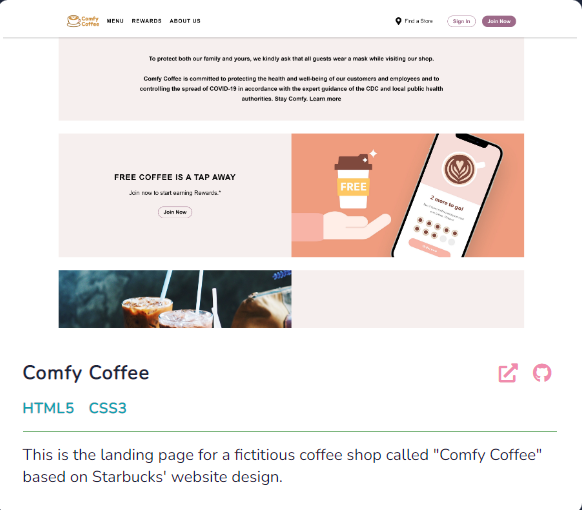 Comfy Coffee MENU REWARDS ABOUT US Find a Store Sign In Join Now
To protect both our family and yours, we kindly ask that all guests wear a mask while visiting our shop.
Comfy Coffee is committed to protecting the health and well-being of our customers and employees and to
controlling the spread of COVID-19 in accordance with the expert guidance of the CDC and local public health
authorities. Stay Comfy. Learn more
FREE COFFEE IS A TAP AWAY
Join now to start earning Rewards.*
Join Now
FREE
2 more to go!
Comfy Coffee
HTML5 CSS3
This is the landing page for a fictitious coffee shop called "Comfy Coffee"
based on Starbucks' website design.